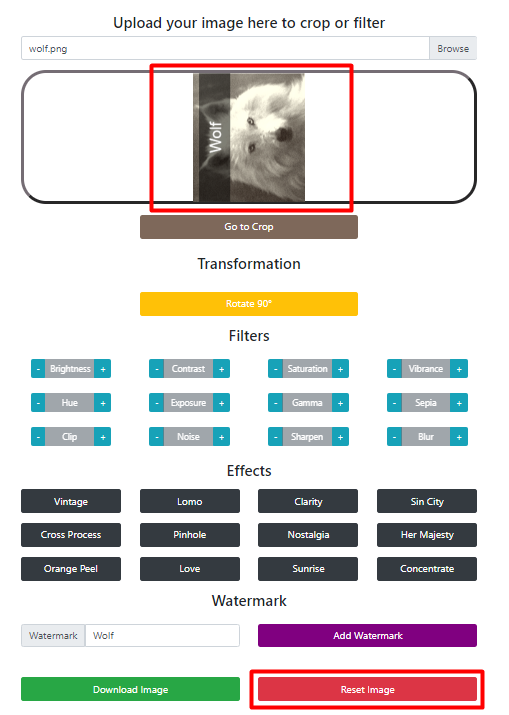 Upload your image here to crop or filter
wolf.png Browse
Wolf
Go to Crop
Transformation
Rotate 90°
Filters
- Brightness + - Contrast + - Saturation + - Vibrance +
- Hue + - Exposure + - Gamma + - Sepia +
- Clip + - Noise + - Sharpen + - Blur +
Effects
Vintage Lomo Clarity Sin City
Cross Process Pinhole Nostalgia Her Majesty
Orange Peel Love Sunrise Concentrate
Watermark
Watermark Wolf Add Watermark
Download Image Reset Image